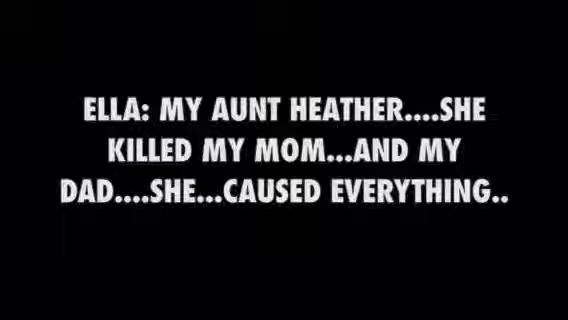 ELLA: MY AUNT HEATHER....SHE
KILLED MY MOM...AND MY
DAD....SHE...CAUSED EVERYTHING..